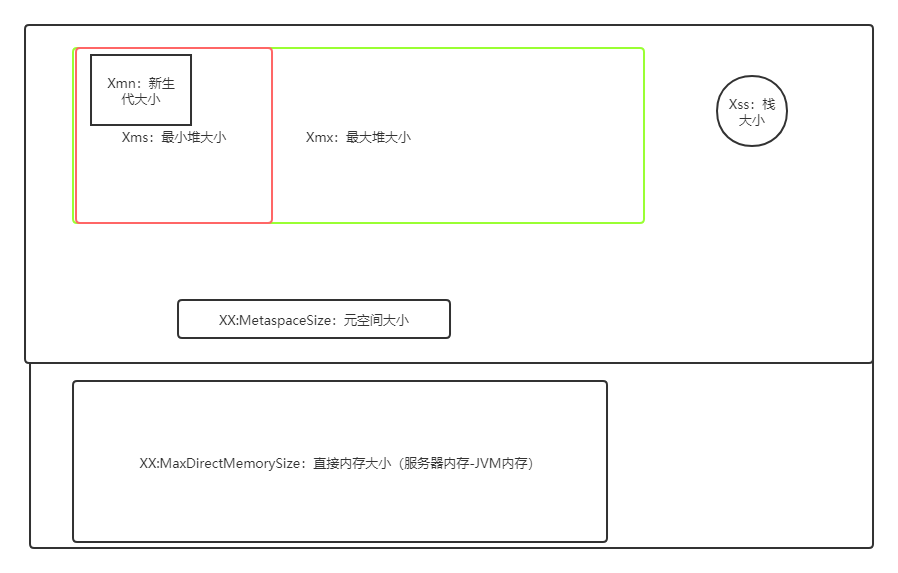 Xmn：新生
代大小
Xms：最小堆大小
Xmx：最大堆大小
Xss：栈
大小
XX:MetaspaceSize：元空间大小
XX:MaxDirectMemorySize：直接内存大小（服务器内存-JVM内存）